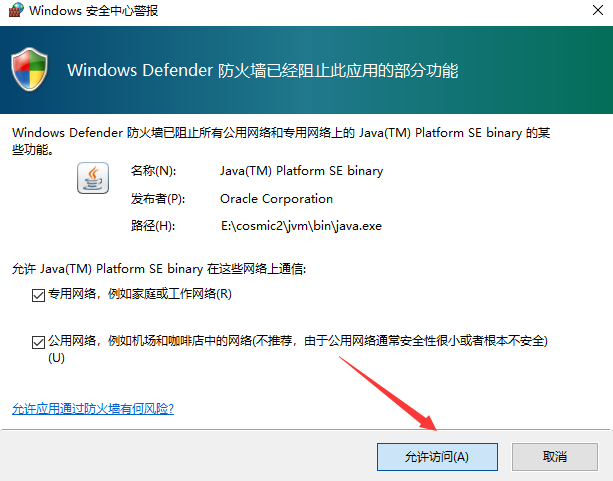 Windows 安全中心警报
Windows Defender 防火墙已经阻止此应用的部分功能
Windows Defender 防火墙已阻止所有公用网络和专用网络上的 Java(TM) Platform SE binary 的某
些功能。
名称(N): Java(TM) Platform SE binary
发布者(P): Oracle Corporation
路径(H): E:\cosmic2\jvm\bin\java.exe
允许 Java(TM) Platform SE binary 在这些网络上通信:
专用网络，例如家庭或工作网络(R)
公用网络，例如机场和咖啡店中的网络(不推荐，由于公用网络通常安全性很小或者根本不安全)
(U)
允许应用通过防火墙有何风险?
允许访问(A) 取消